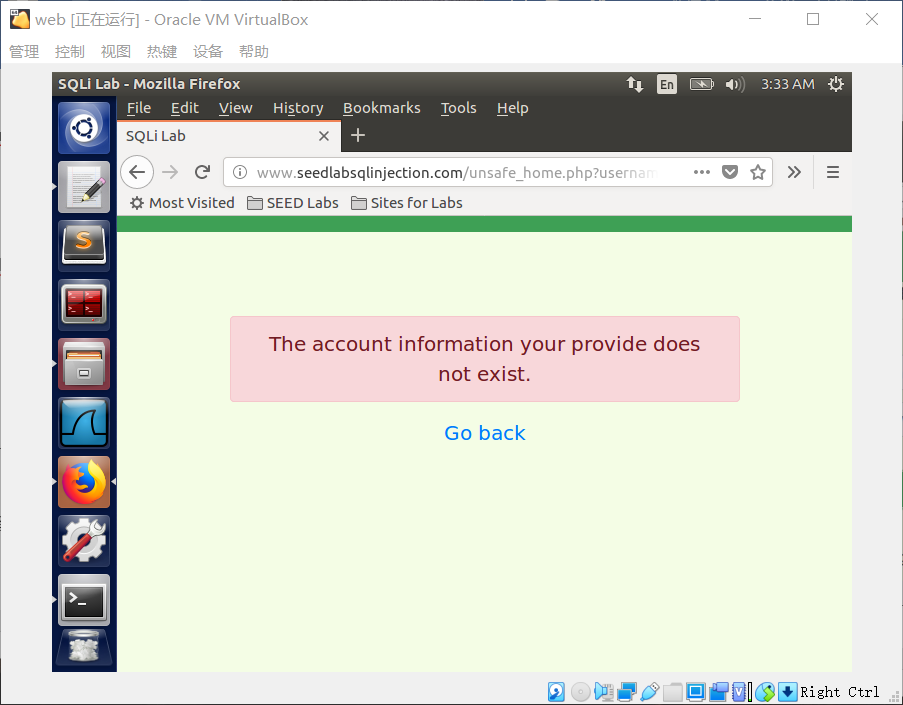 web [正在运行] - Oracle VM VirtualBox
管理 控制 视图 热键 设备 帮助
SQLi Lab - Mozilla Firefox En 3:33 AM
File Edit View History Bookmarks Tools Help
SQLi Lab
www.seedlabsqlinjection.com/unsafe_home.php?usernam
Most Visited SEED Labs Sites for Labs
The account information your provide does
not exist.
Go back
Right Ctrl